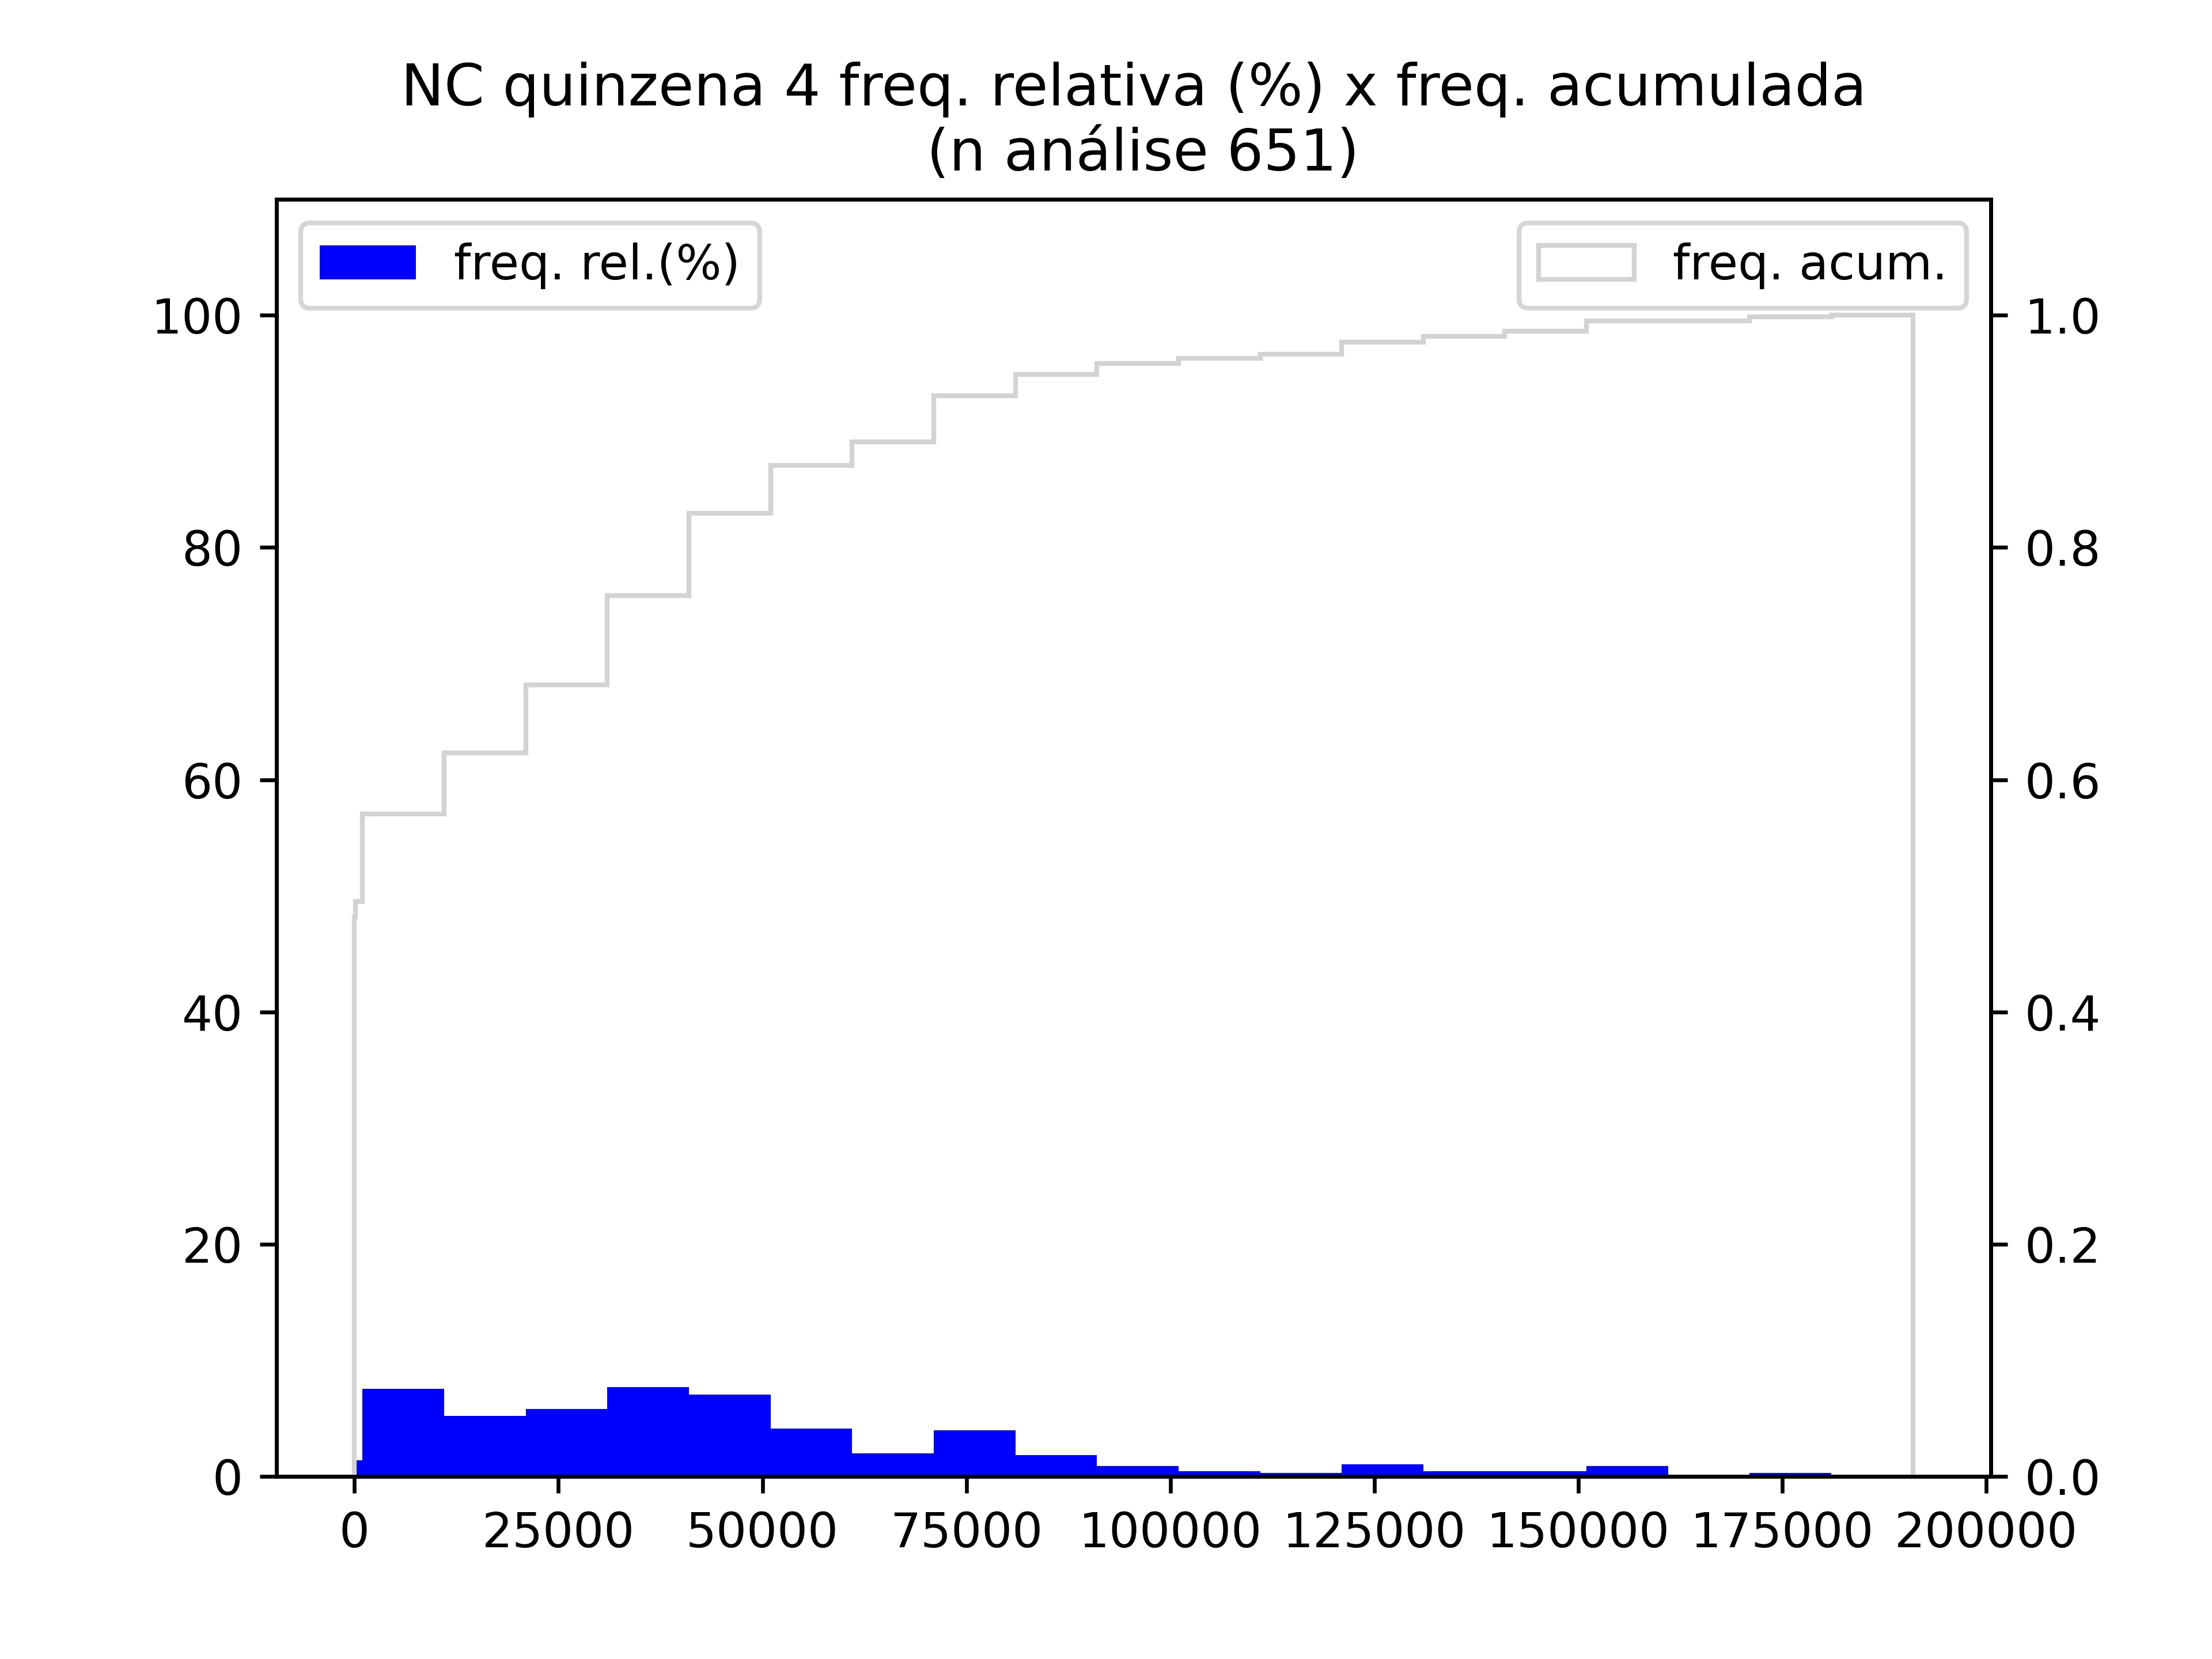 NC quinzena 4 freq. relativa (%) x freq. acumulada
(n análise 651)
freq. rel.(%)
freq. acum.
100
80
60
40
20
0
1.0
0.8
0.6
0.4
0.2
0.0
0 25000 50000 75000 100000 125000 150000 175000 200000